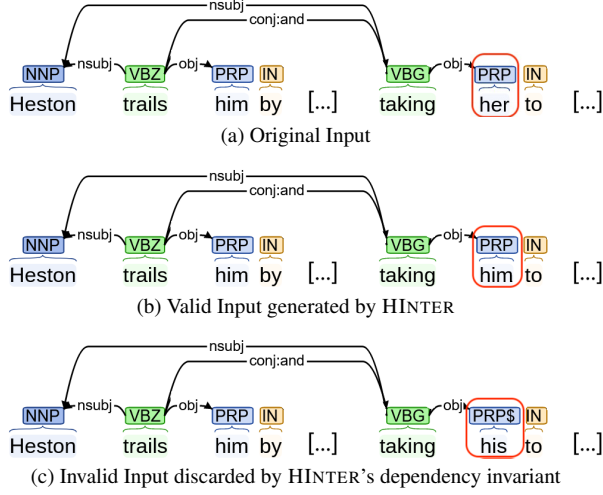 nsubj
conj:and
NNP nsubj VBZ obj PRP IN VBG obj PRP IN
Heston trails him by [...] taking her to [...]
(a) Original Input
nsubj
conj:and
NNP nsubj VBZ obj PRP IN VBG obj PRP IN
Heston trails him by [...] taking him to [...]
(b) Valid Input generated by HINTER
nsubj
conj:and
NNP nsubj VBZ obj PRP IN VBG obj PRP$ IN
Heston trails him by [...] taking his to [...]
(c) Invalid Input discarded by HINTER's dependency invariant